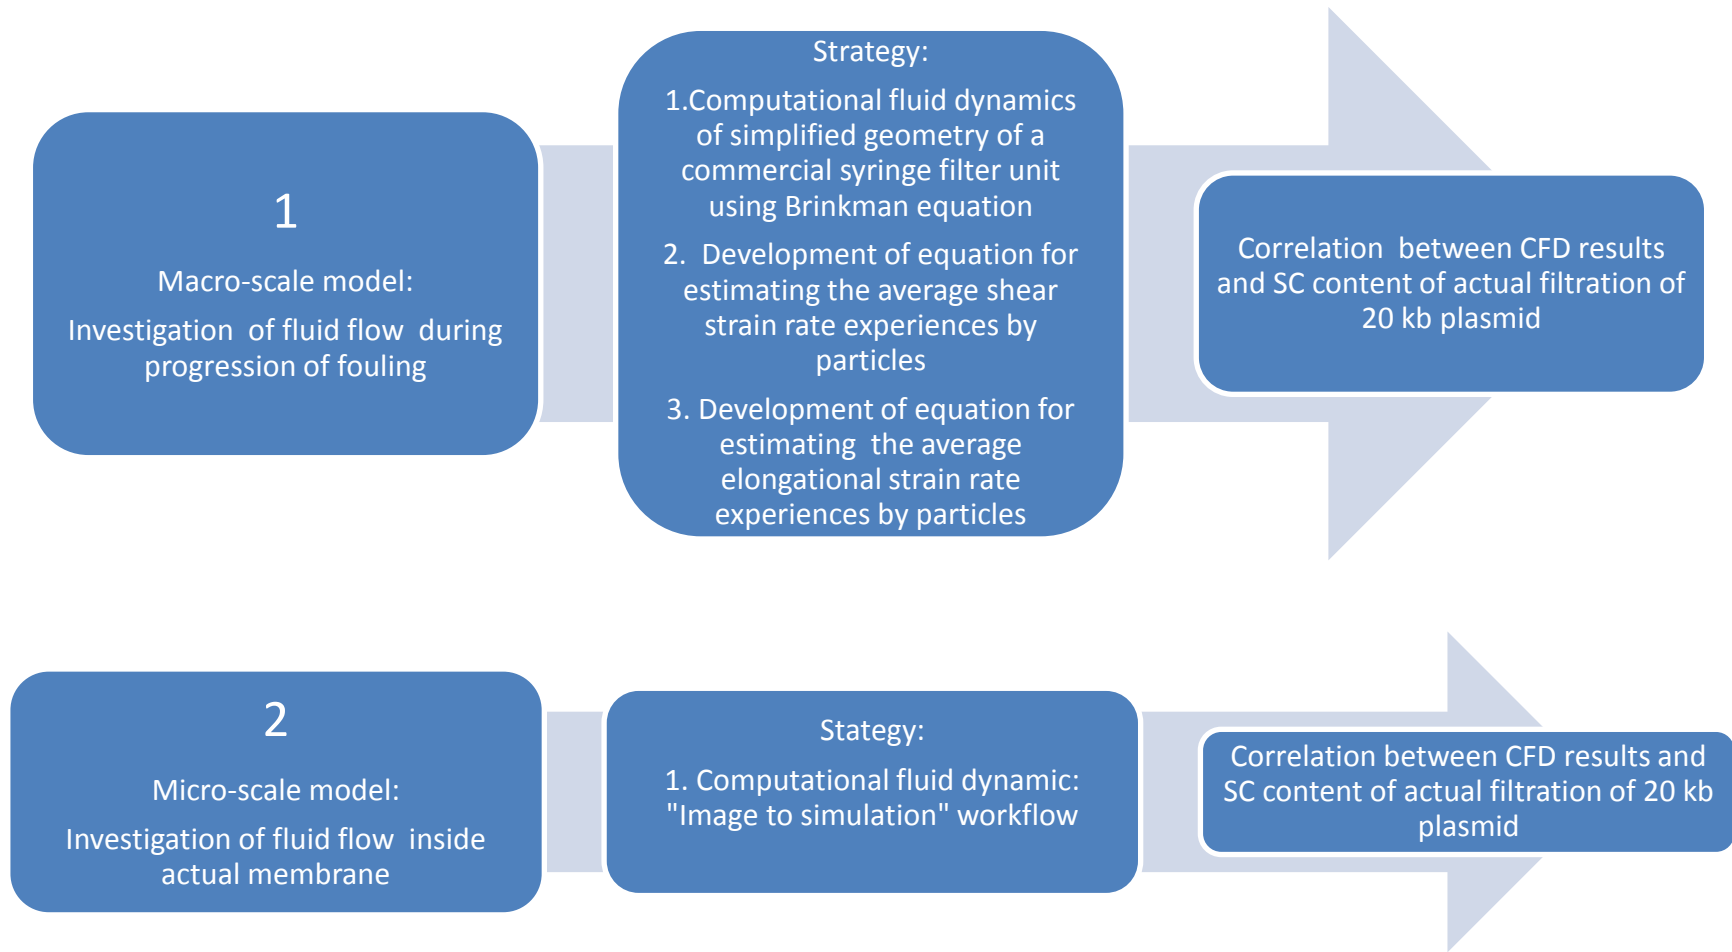 1
Macro-scale model:
Investigation of fluid flow during
progression of fouling
Strategy:
1.Computational fluid dynamics
of simplified geometry of a
commercial syringe filter unit
using Brinkman equation
2. Development of equation for
estimating the average shear
strain rate experiences by
particles
3. Development of equation for
estimating the average
elongational strain rate
experiences by particles
Correlation between CFD results
and SC content of actual filtration of
20 kb plasmid
2
Micro-scale model:
Investigation of fluid flow inside
actual membrane
Stategy:
1. Computational fluid dynamic:
"Image to simulation" workflow
Correlation between CFD results and
SC content of actual filtration of 20 kb
plasmid